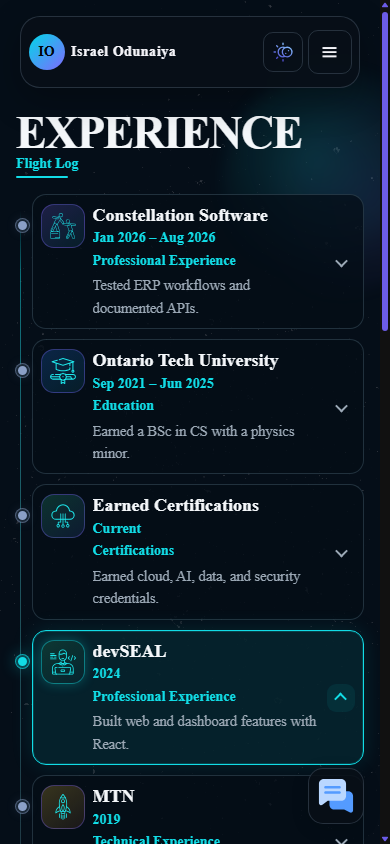 IO
Israel Odunaiya
EXPERIENCE
Flight Log
Constellation Software
Jan 2026 – Aug 2026
Professional Experience
Tested ERP workflows and
documented APIs.
Ontario Tech University
Sep 2021 – Jun 2025
Education
Earned a BSc in CS with a physics
minor.
Earned Certifications
Current
Certifications
Earned cloud, AI, data, and security
credentials.
devSEAL
2024
Professional Experience
Built web and dashboard features with
React.
MTN
2019
Technical Experience